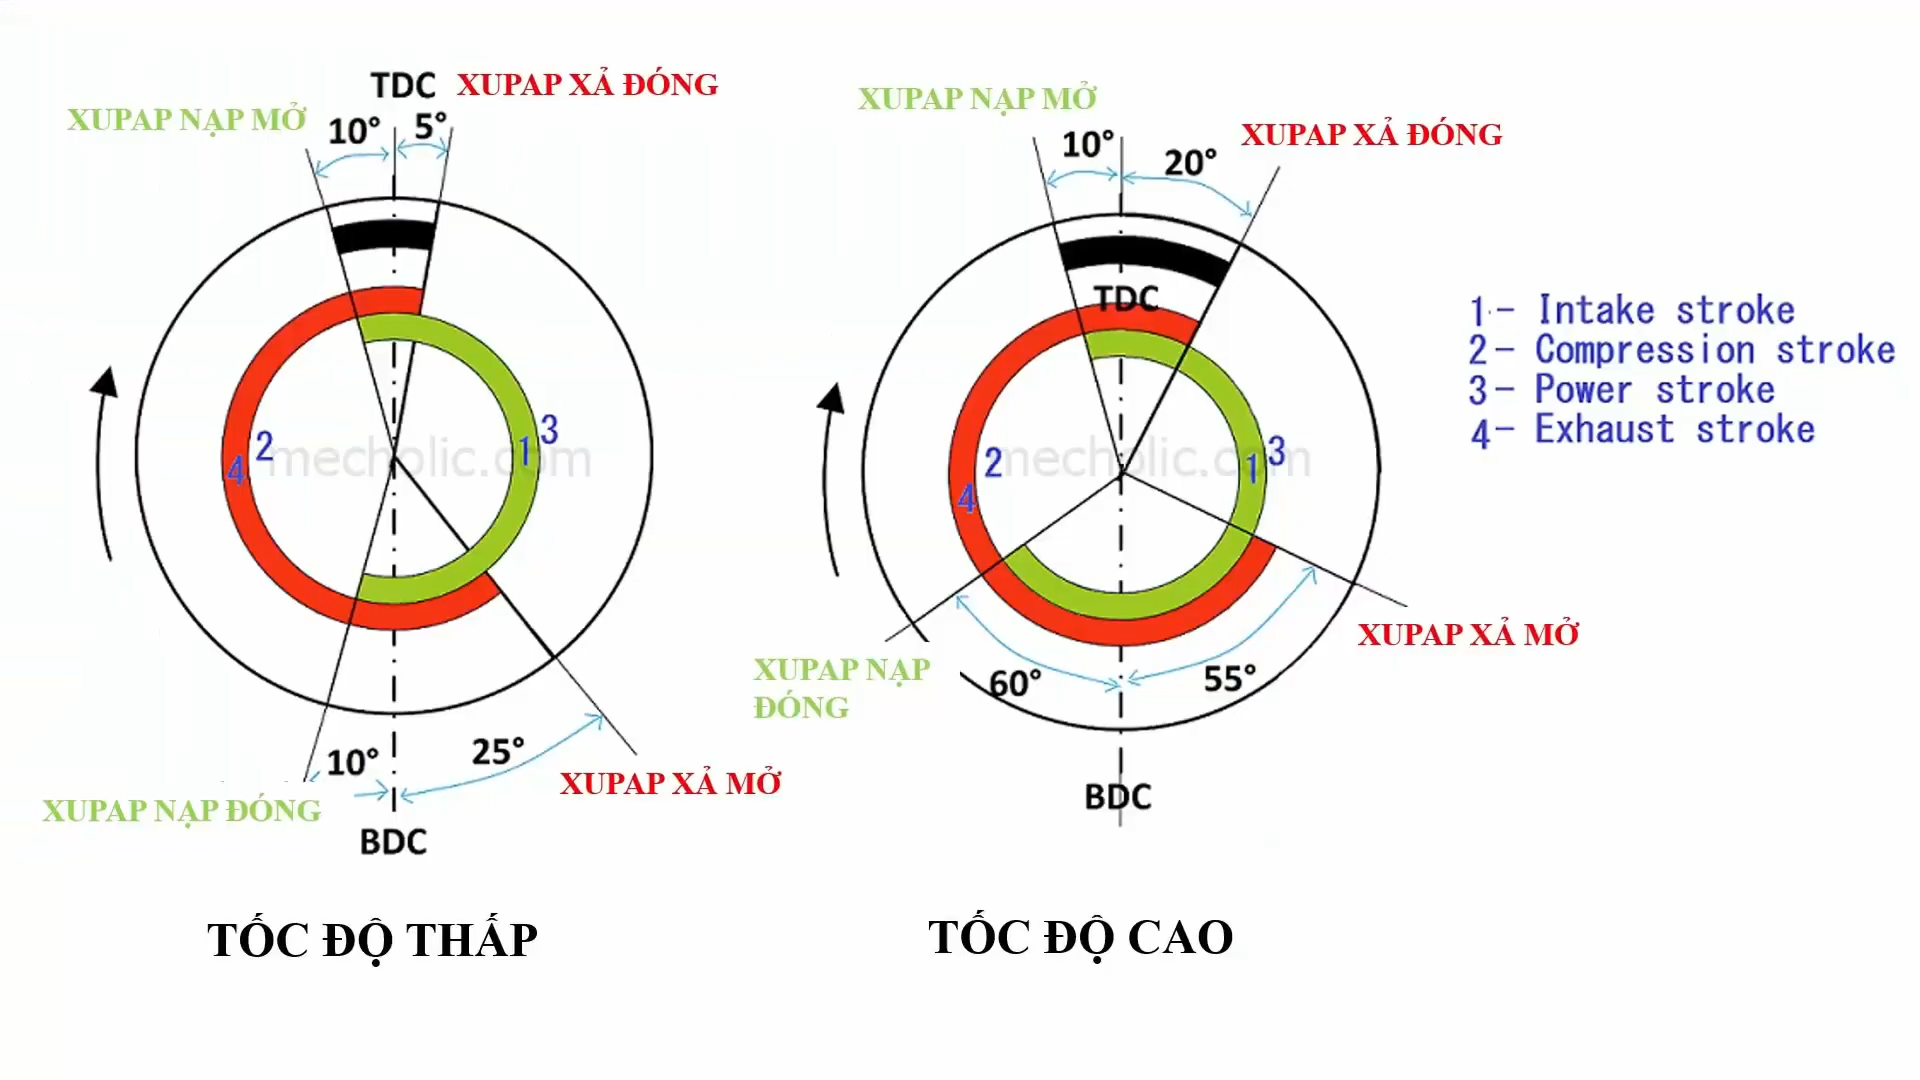 TDC
XUPAP XẢ ĐÓNG
XUPAP NẠP MỞ
10°
5°
2
4
1
3
mecholic.com
10°
25°
XUPAP XẢ MỞ
XUPAP NẠP ĐÓNG
BDC
TỐC ĐỘ THẤP
XUPAP NẠP MỞ
XUPAP XẢ ĐÓNG
10°
20°
TDC
2
4
1
3
mecholic.com
XUPAP XẢ MỞ
XUPAP NẠP
ĐÓNG
60°
55°
BDC
TỐC ĐỘ CAO
1- Intake stroke
2- Compression stroke
3- Power stroke
4- Exhaust stroke